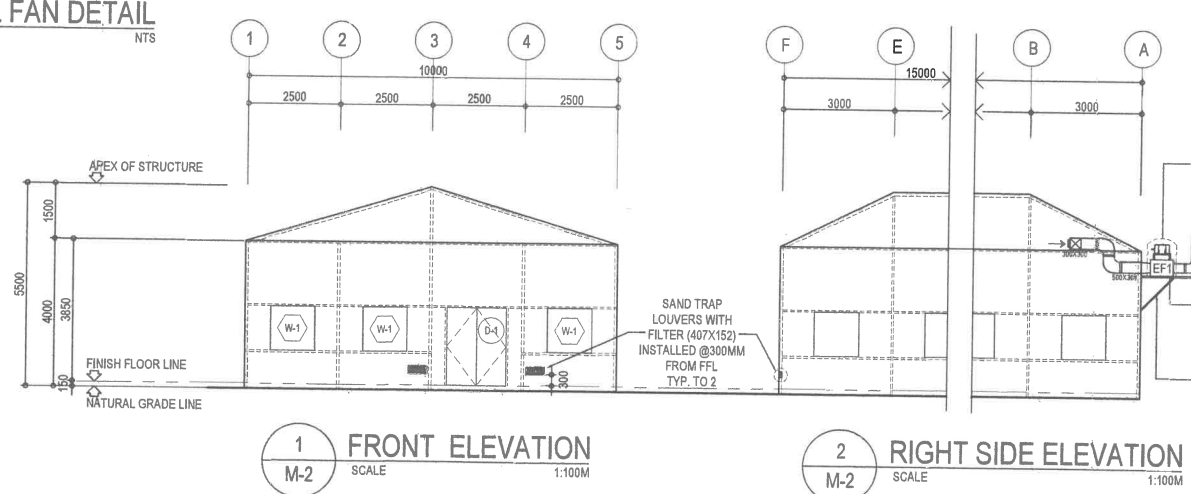 FAN DETAIL
NTS
1
2
3
4
5
F
E
B
A
10000
15000
2500
2500
2500
2500
3000
3000
APEX OF STRUCTURE
1500
5500
4000
3850
300X300
EF1
W-1
W-1
D-1
W-1
SAND TRAP
LOUVERS WITH
FILTER (407X152)
INSTALLED @300MM
FROM FFL
TYP. TO 2
FINISH FLOOR LINE
150
300
NATURAL GRADE LINE
1
M-2
FRONT ELEVATION
SCALE
1:100M
2
M-2
RIGHT SIDE ELEVATION
SCALE
1:100M